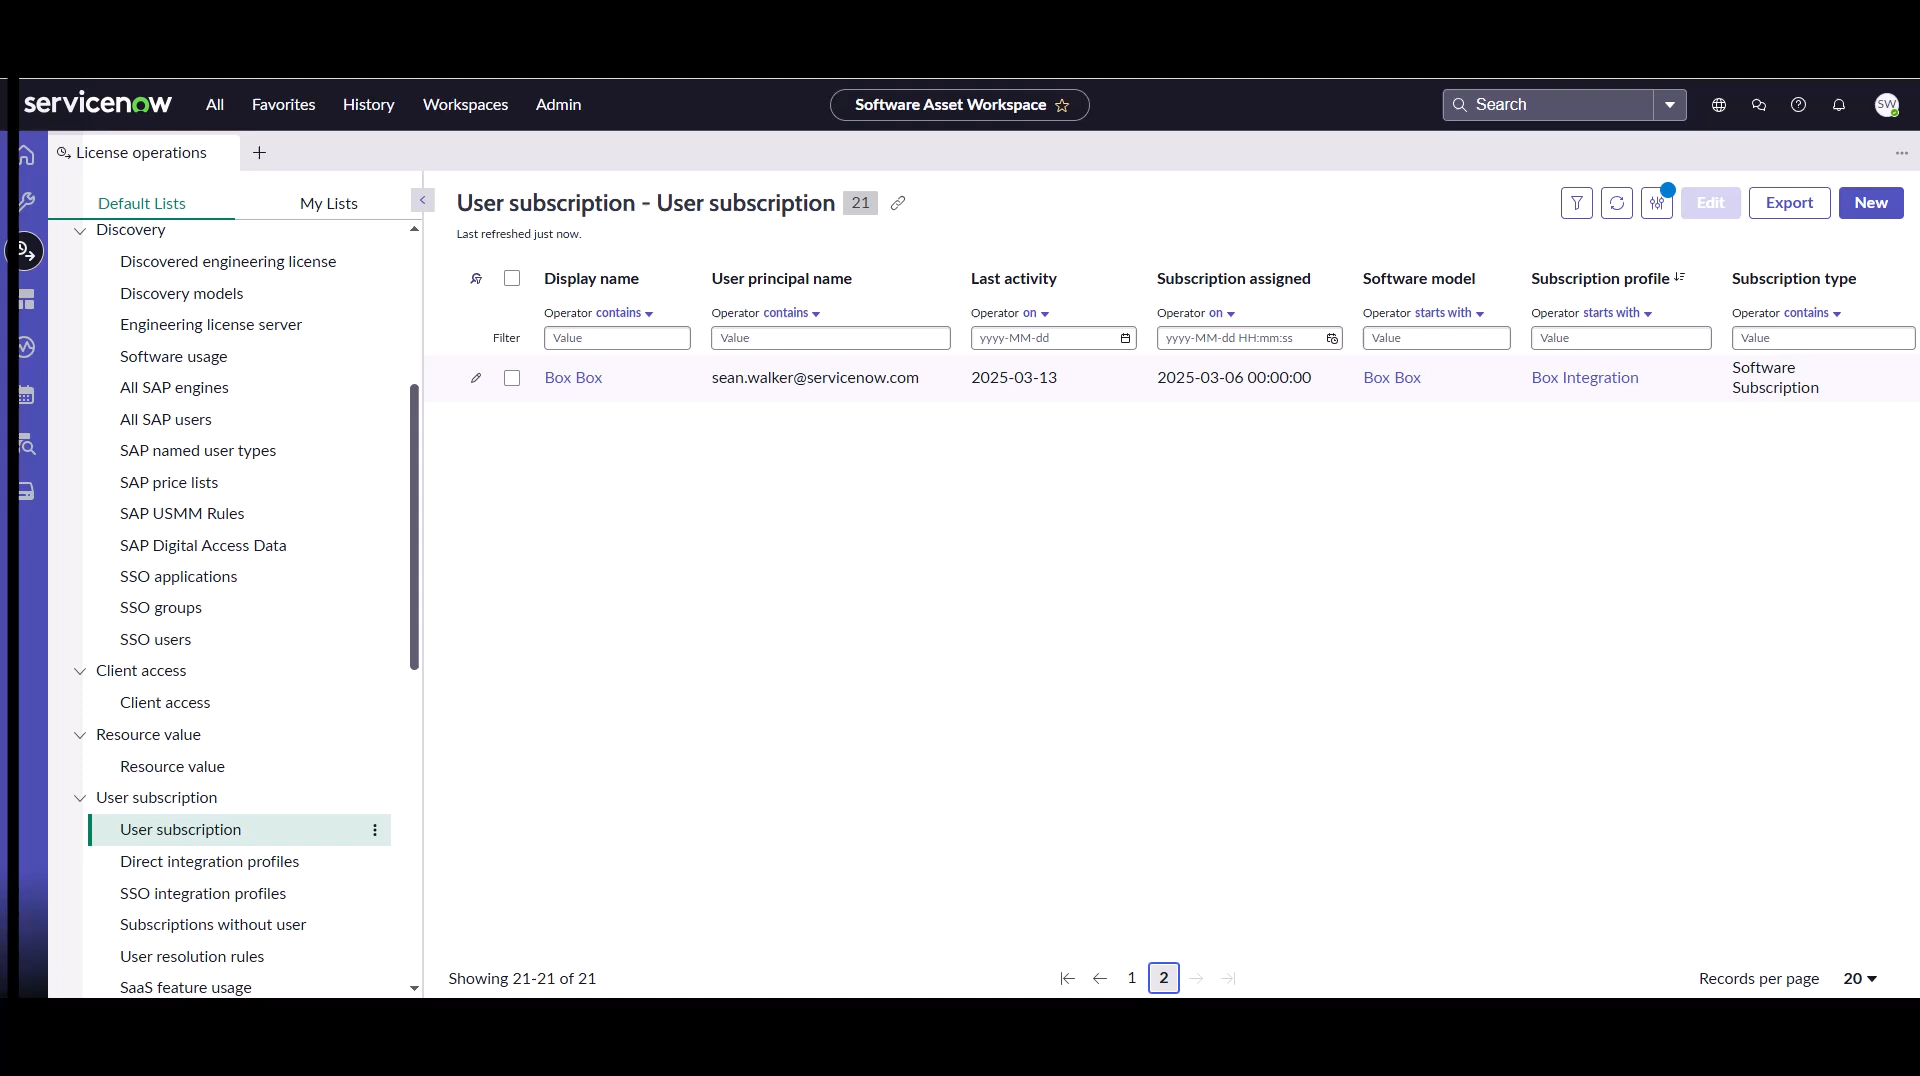 servicenow All Favorites History Workspaces Admin Software Asset Workspace Search SW
License operations
Default Lists My Lists
Discovery
Discovered engineering license
Discovery models
Engineering license server
Software usage
All SAP engines
All SAP users
SAP named user types
SAP price lists
SAP USMM Rules
SAP Digital Access Data
SSO applications
SSO groups
SSO users
Client access
Client access
Resource value
Resource value
User subscription
User subscription
Direct integration profiles
SSO integration profiles
Subscriptions without user
User resolution rules
SaaS feature usage
User subscription - User subscription 21
Edit Export New
Last refreshed just now.
Display name User principal name Last activity Subscription assigned Software model Subscription profile Subscription type
Operator contains Operator contains Operator on Operator on Operator starts with Operator starts with Operator contains
Filter Value Value yyyy-MM-dd yyyy-MM-dd HH:mm:ss Value Value Value
Box Box sean.walker@servicenow.com 2025-03-13 2025-03-06 00:00:00 Box Box Box Integration Software
Subscription
Showing 21-21 of 21 1 2 Records per page 20